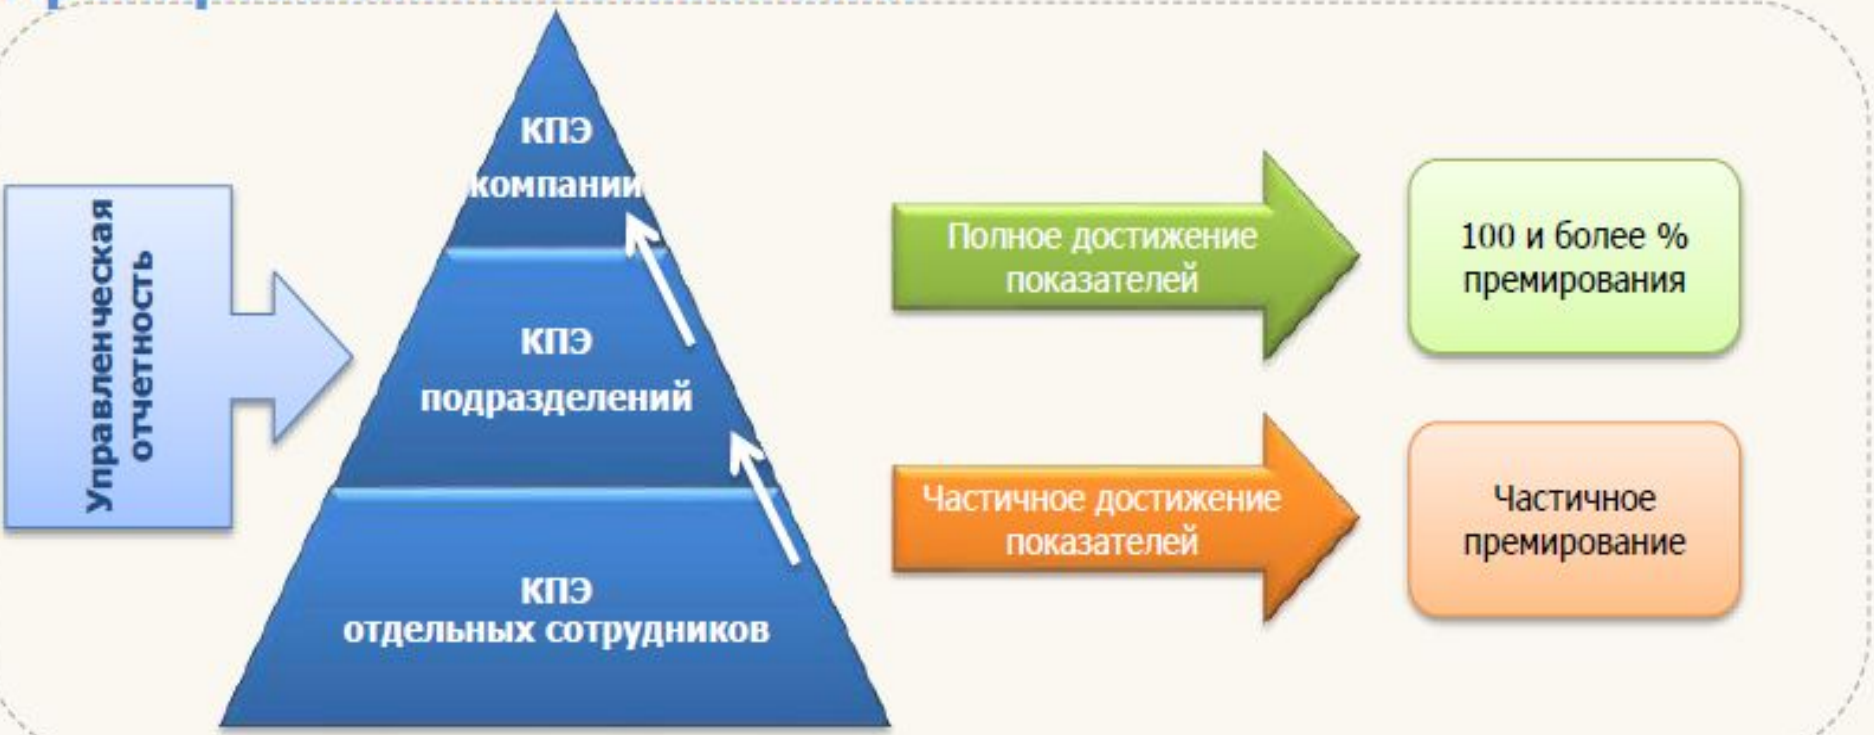 Управленческая
отчетность
КПЭ
компании
КПЭ
подразделений
КПЭ
отдельных сотрудников
Полное достижение
показателей
100 и более %
премирования
Частичное достижение
показателей
Частичное
премирование